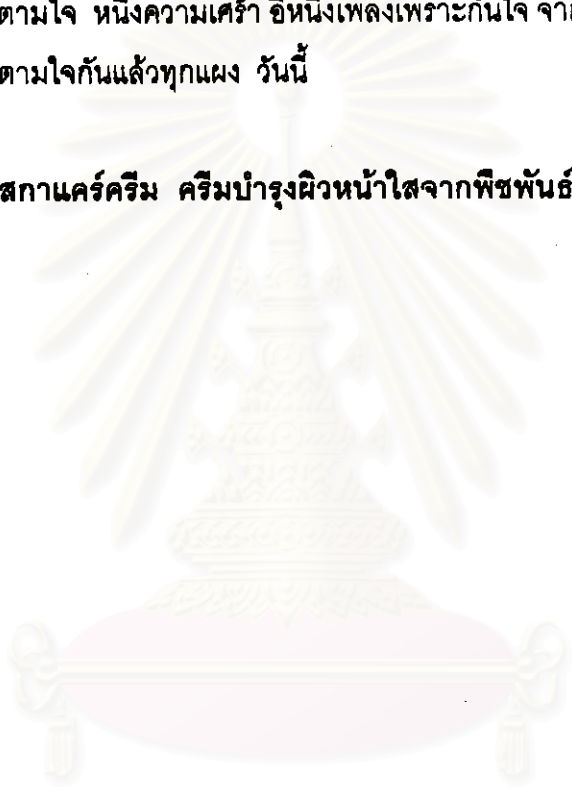 ตามใจ หนึ่งความเศร้า อีหนึ่งเพลงเพราะกินใจ
ตามใจกันแล้วทุกแผง วันนี้
สกาแคร์ครีม ครีมบำรุงผิวหน้าใสจากพืชพันธ์